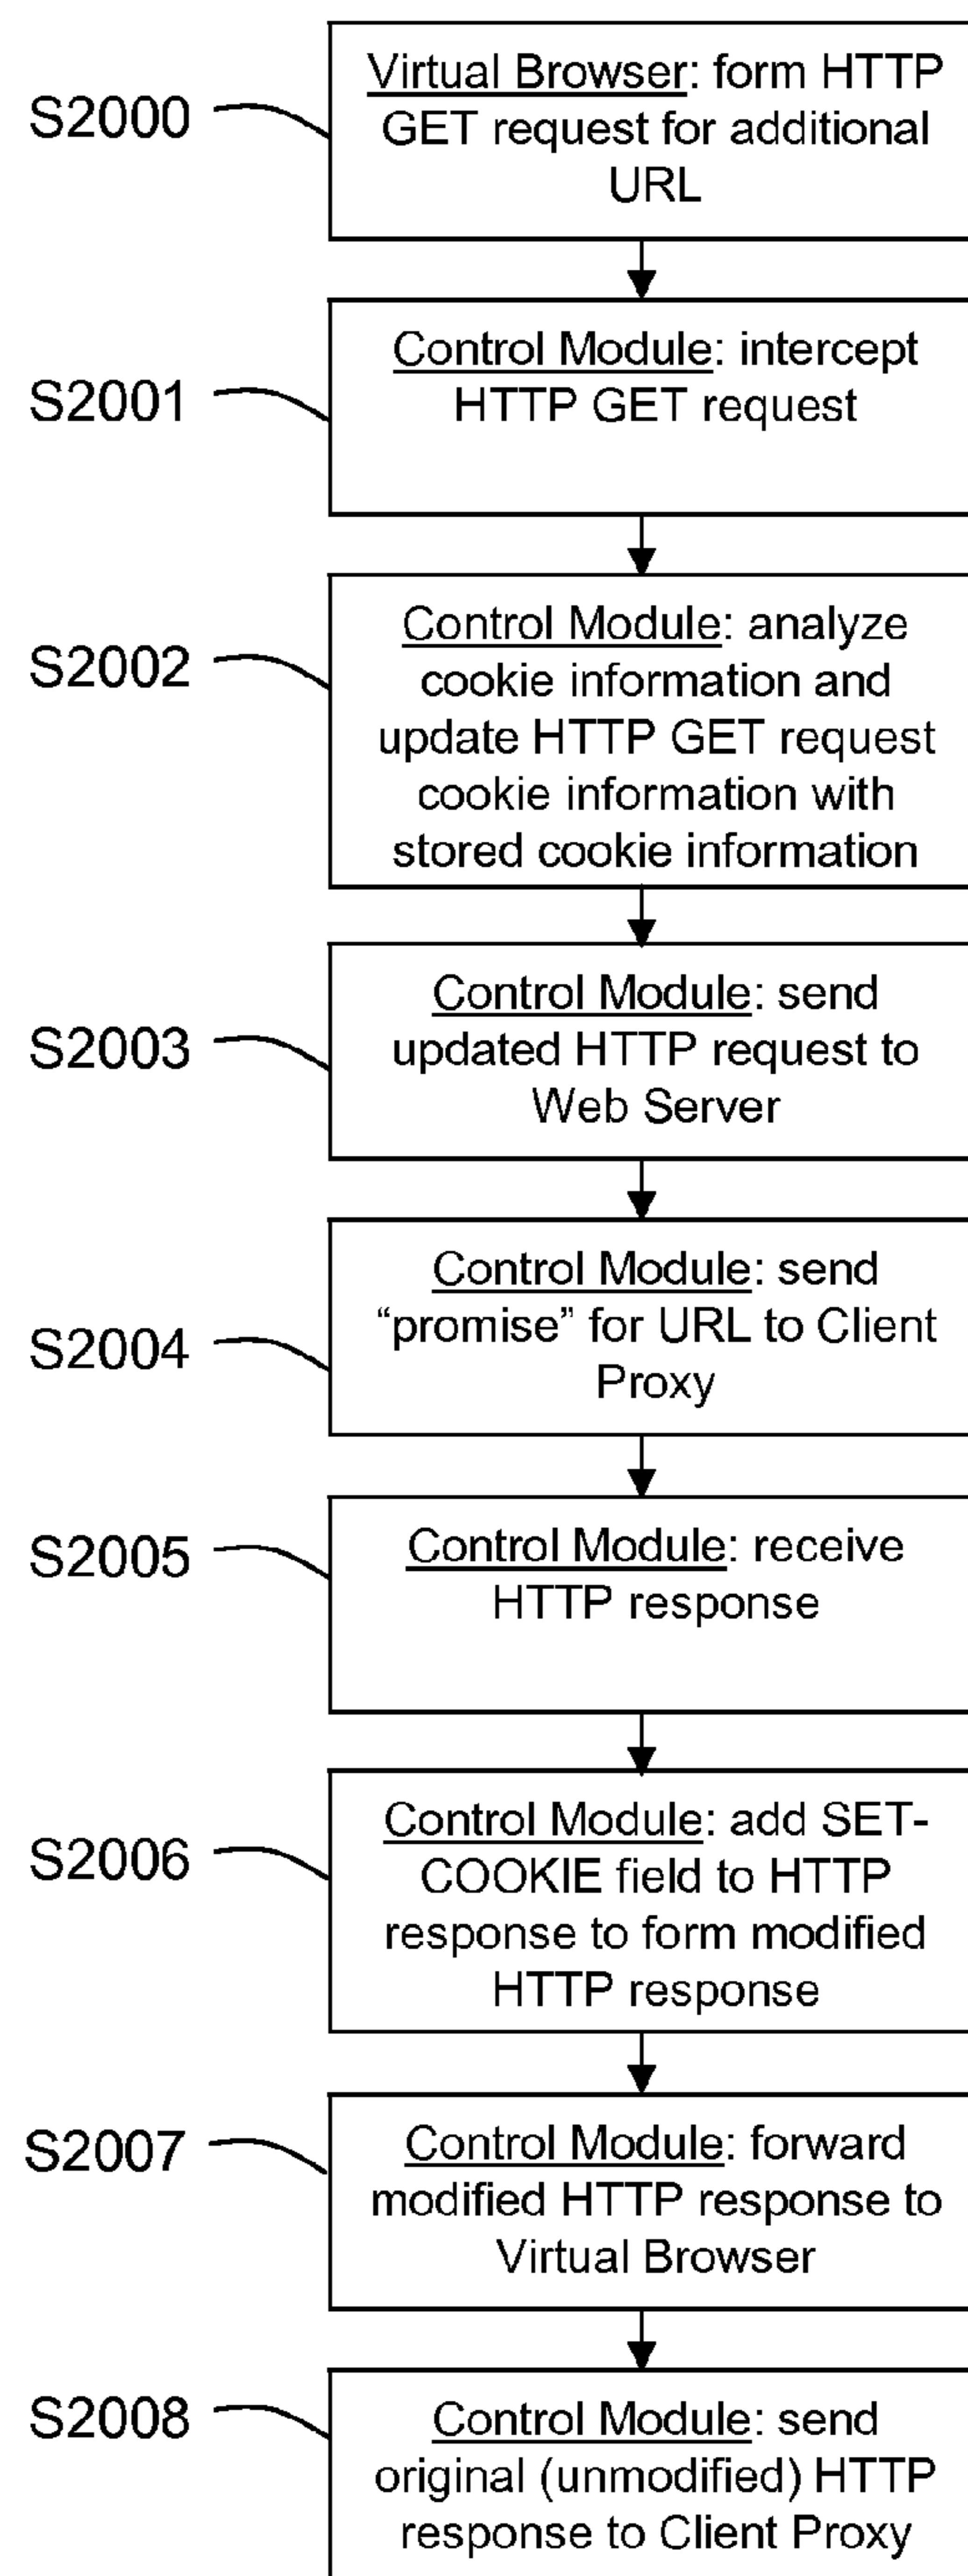 S2000
Virtual Browser: form HTTP
GET request for additional
URL
S2001
Control Module: intercept
HTTP GET request
S2002
Control Module: analyze
cookie information and
update HTTP GET request
cookie information with
stored cookie information
S2003
Control Module: send
updated HTTP request to
Web Server
S2004
Control Module: send
“promise” for URL to Client
Proxy
S2005
Control Module: receive
HTTP response
S2006
Control Module: add SET-
COOKIE field to HTTP
response to form modified
HTTP response
S2007
Control Module: forward
modified HTTP response to
Virtual Browser
S2008
Control Module: send
original (unmodified) HTTP
response to Client Proxy